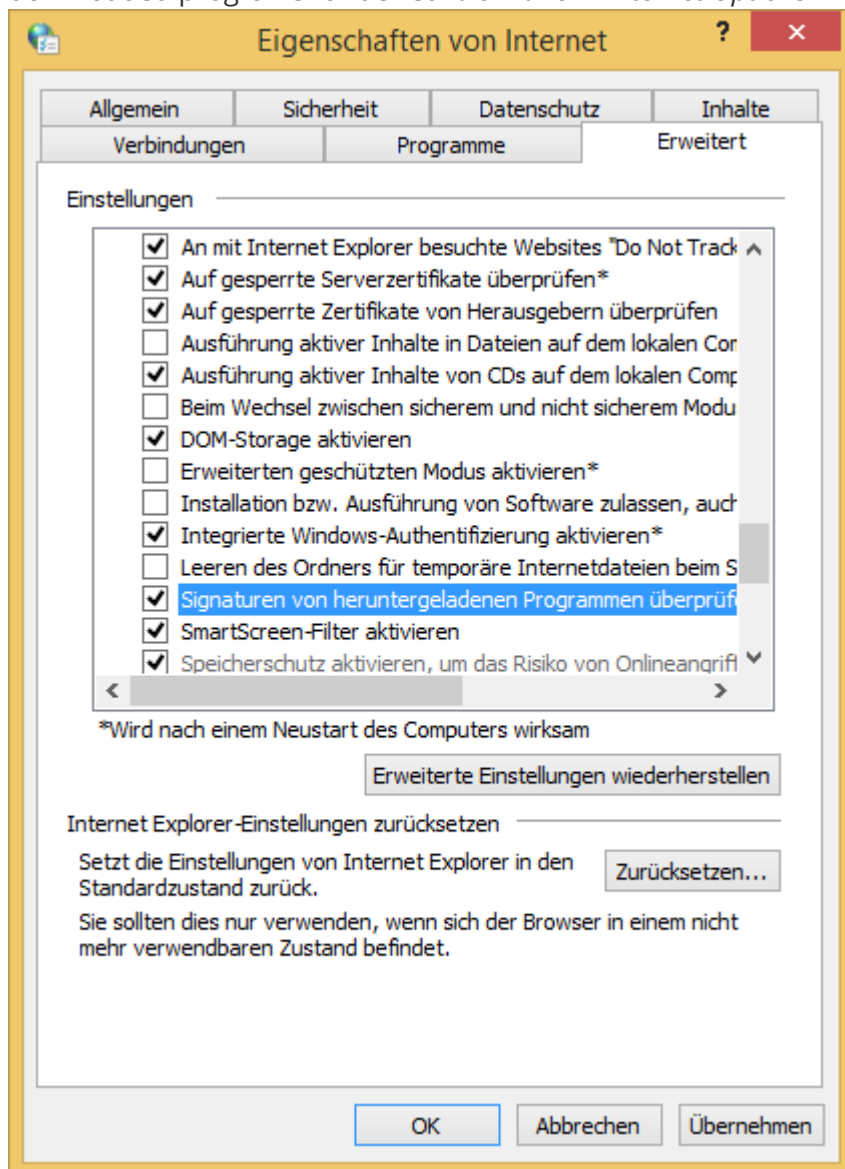 Eigenschaften von Internet ? ×
Allgemein Sicherheit Datenschutz Inhalte
Verbindungen Programme Erweitert
Einstellungen
An mit Internet Explorer besuchte Websites "Do Not Track
Auf gesperrte Serverzertifikate überprüfen*
Auf gesperrte Zertifikate von Herausgebern überprüfen
Ausführung aktiver Inhalte in Dateien auf dem lokalen Con
Ausführung aktiver Inhalte von CDs auf dem lokalen Comp
Beim Wechsel zwischen sicherem und nicht sicherem Modu
DOM-Storage aktivieren
Erweiterten geschützten Modus aktivieren*
Installation bzw. Ausführung von Software zulassen, auch
Integrierte Windows-Authentifizierung aktivieren*
Leeren des Ordners für temporäre Internetdateien beim S
Signaturen von heruntergeladenen Programmen überprüfe
SmartScreen-Filter aktivieren
Speicherschutz aktivieren, um das Risiko von Onlineangriff
*Wird nach einem Neustart des Computers wirksam
Erweiterte Einstellungen wiederherstellen
Internet Explorer-Einstellungen zurücksetzen
Setzt die Einstellungen von Internet Explorer in den
Standardzustand zurück.
Zurücksetzen...
Sie sollten dies nur verwenden, wenn sich der Browser in einem nicht
mehr verwendbaren Zustand befindet.
OK Abbrechen Übernehmen